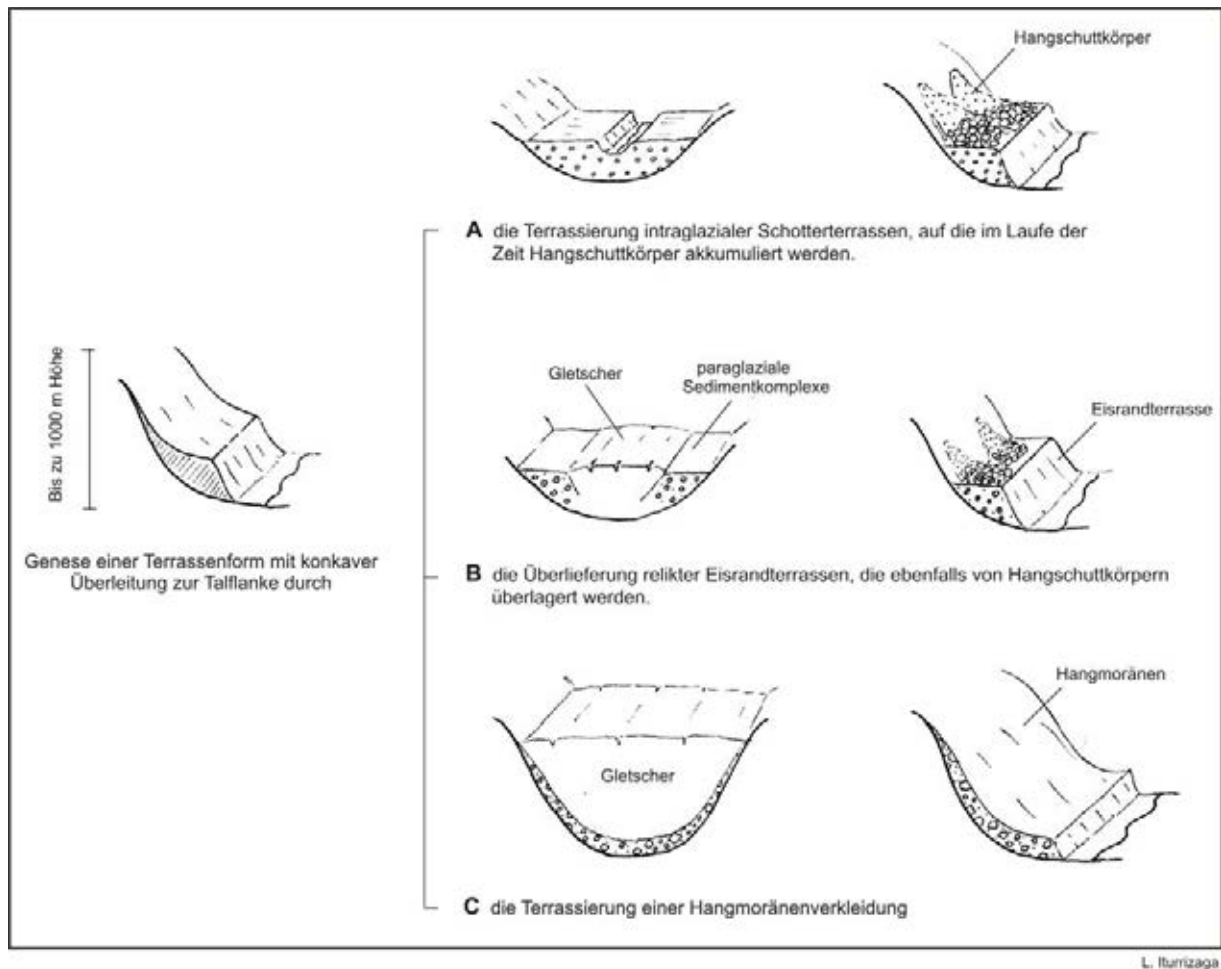 Hangschuttkörper
A die Terrassierung intraglazialer Schotterterrassen, auf die im Laufe der
Zeit Hangschuttkörper akkumuliert werden.
Bis zu 1000 m Höhe
Genese einer Terrassenform mit konkaver
Überleitung zur Talflanke durch
Gletscher
paraglaziale
Sedimentkomplexe
Eisrandterrasse
B die Überlieferung relikter Eisrandterrassen, die ebenfalls von Hangschuttkörpern
überlagert werden.
Gletscher
Hangmoränen
C die Terrassierung einer Hangmoränenverkleidung
L. Iturrizaga